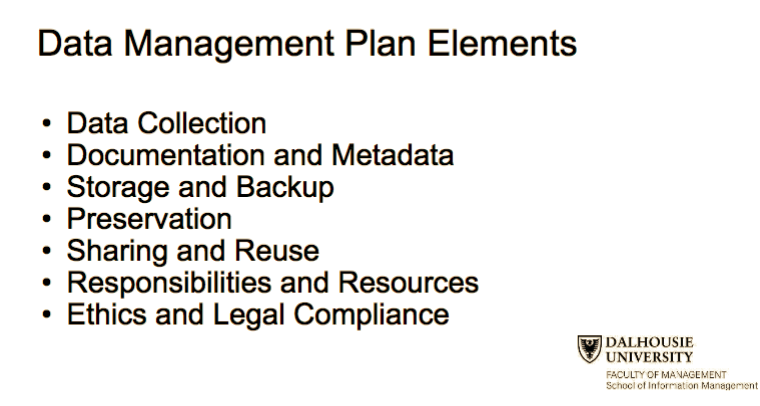 Data Management Plan Elements
• Data Collection
• Documentation and Metadata
• Storage and Backup
• Preservation
• Sharing and Reuse
• Responsibilities and Resources
• Ethics and Legal Compliance
DALHOUSIE
UNIVERSITY
FACULTY OF MANAGEMENT
School of Information Management